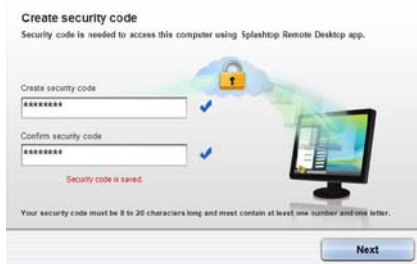 Create security code
Security code is needed to access this computer using Splashtop Remote Desktop app.
Create security code
********
Confirm security code
********
Security code is saved.
Your security code must be 8 to 20 characters long and must contain at least one number and one letter.
Next